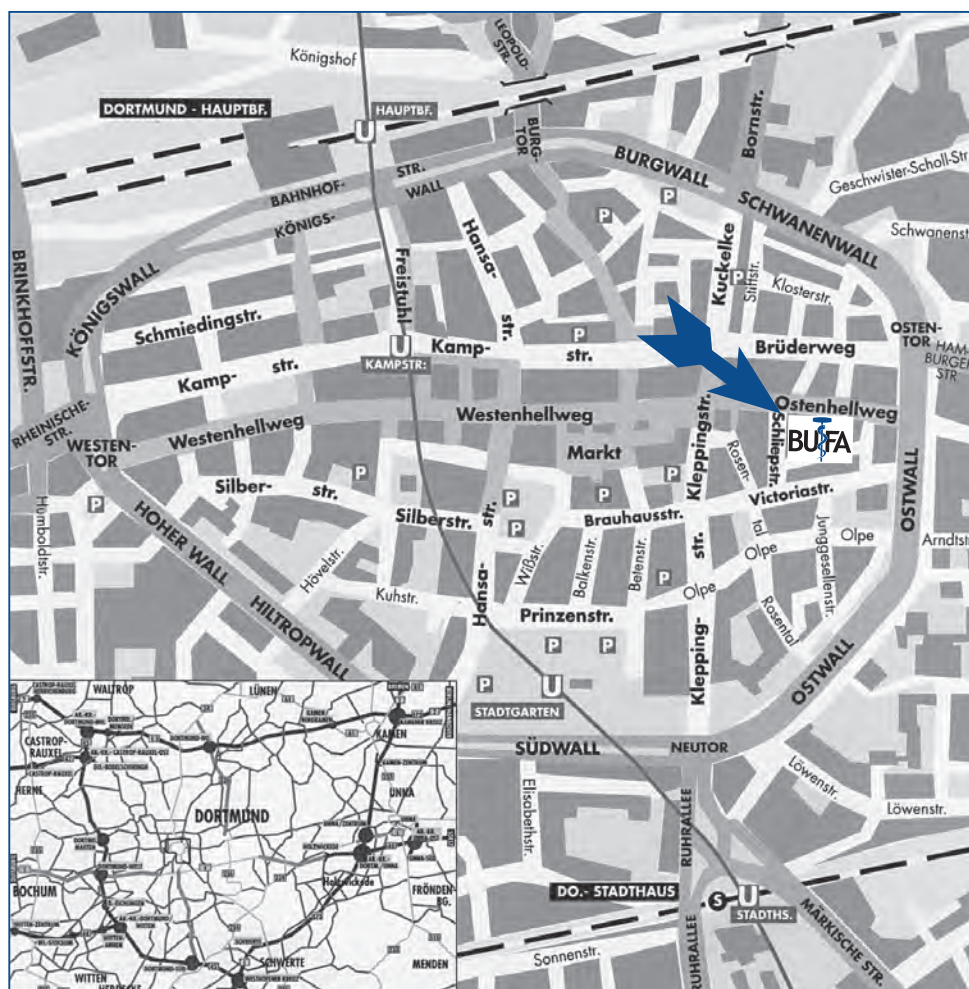 Königshof
LEOPOLD-
STR.
DORTMUND - HAUPTBF.
HAUPTBF.
U
BURG-
TOR
Bornstr.
BURGWALL
Geschwister-Scholl-Str.
BAHNHOF-
STR.
KÖNIGS-
WALL
SCHWANENWALL
Schwanenstr.
BRINKHOFFSTR.
KÖNIGSWALL
Freistuhl
Hansa-
str.
P
P
Kuckelke
P
Stiftstr.
Klosterstr.
Schmiedingstr.
OSTEN-
TOR
HAM-
BURGER
STR
U
KAMPSTR:
Kamp-
str.
P
Brüderweg
Kamp-
str.
RHEINISCHE-
STR.
WESTEN-
TOR
Westenhellweg
Westenhellweg
Markt
Kleppingstr.
Ostenhellweg
Schliepstr.
BUFA
Rosen-
tal
Victoriastr.
OSTWALL
P
Humboldtstr.
Silber-
str.
P
Silberstr.
Hansa-
str.
P
P
P
P
P
Brauhausstr.
Wißstr.
Balkenstr.
Betenstr.
P
Olpe
Olpe
Olpe
Junggesellenstr.
Arndtstr.
HOHER WALL
Hövelstr.
Kuhstr.
Prinzenstr.
Klepping-
str.
Rosental
HILTROPWALL
P
P
P
P
U
STADTGARTEN
OSTWALL
SÜDWALL
NEUTOR
Elisabethstr.
Löwenstr.
Löwenstr.
RUHRALLEE
DO.- STADTHAUS
S
U
STADTHS.
RUHRALLEE
MÄRKISCHE STR.
Sonnenstr.
WALTROP
LÜNEN
CASTROP-
RAUXEL
KAMEN
HERNE
UNNA
DORTMUND
Holzwickede
BOCHUM
FRÖNDEN-
BG.
SCHWERTE
MENDEN
WITTEN